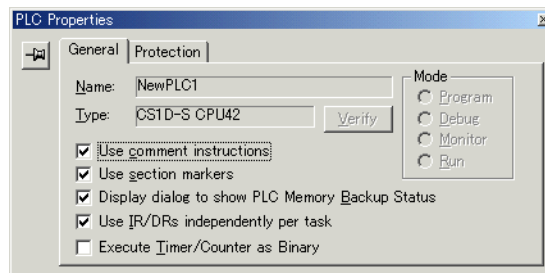 PLC Properties
General Protection
Name: NewPLC1
Type: CS1D-S CPU42 Verify
Mode
Program
Debug
Monitor
Run
Use comment instructions
Use section markers
Display dialog to show PLC Memory Backup Status
Use IR/DRs independently per task
Execute Timer/Counter as Binary